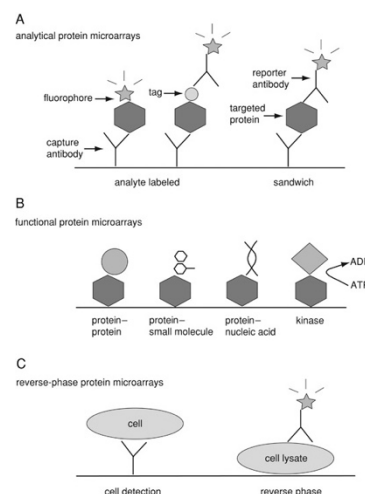 A
analytical protein microarrays
fluorophore
tag
reporter
antibody
targeted
protein
capture
antibody
analyte labeled
sandwich
B
functional protein microarrays
ADP
ATP
protein–
protein
protein–
small molecule
protein–
nucleic acid
kinase
C
reverse-phase protein microarrays
cell
cell lysate
cell detection
reverse phase